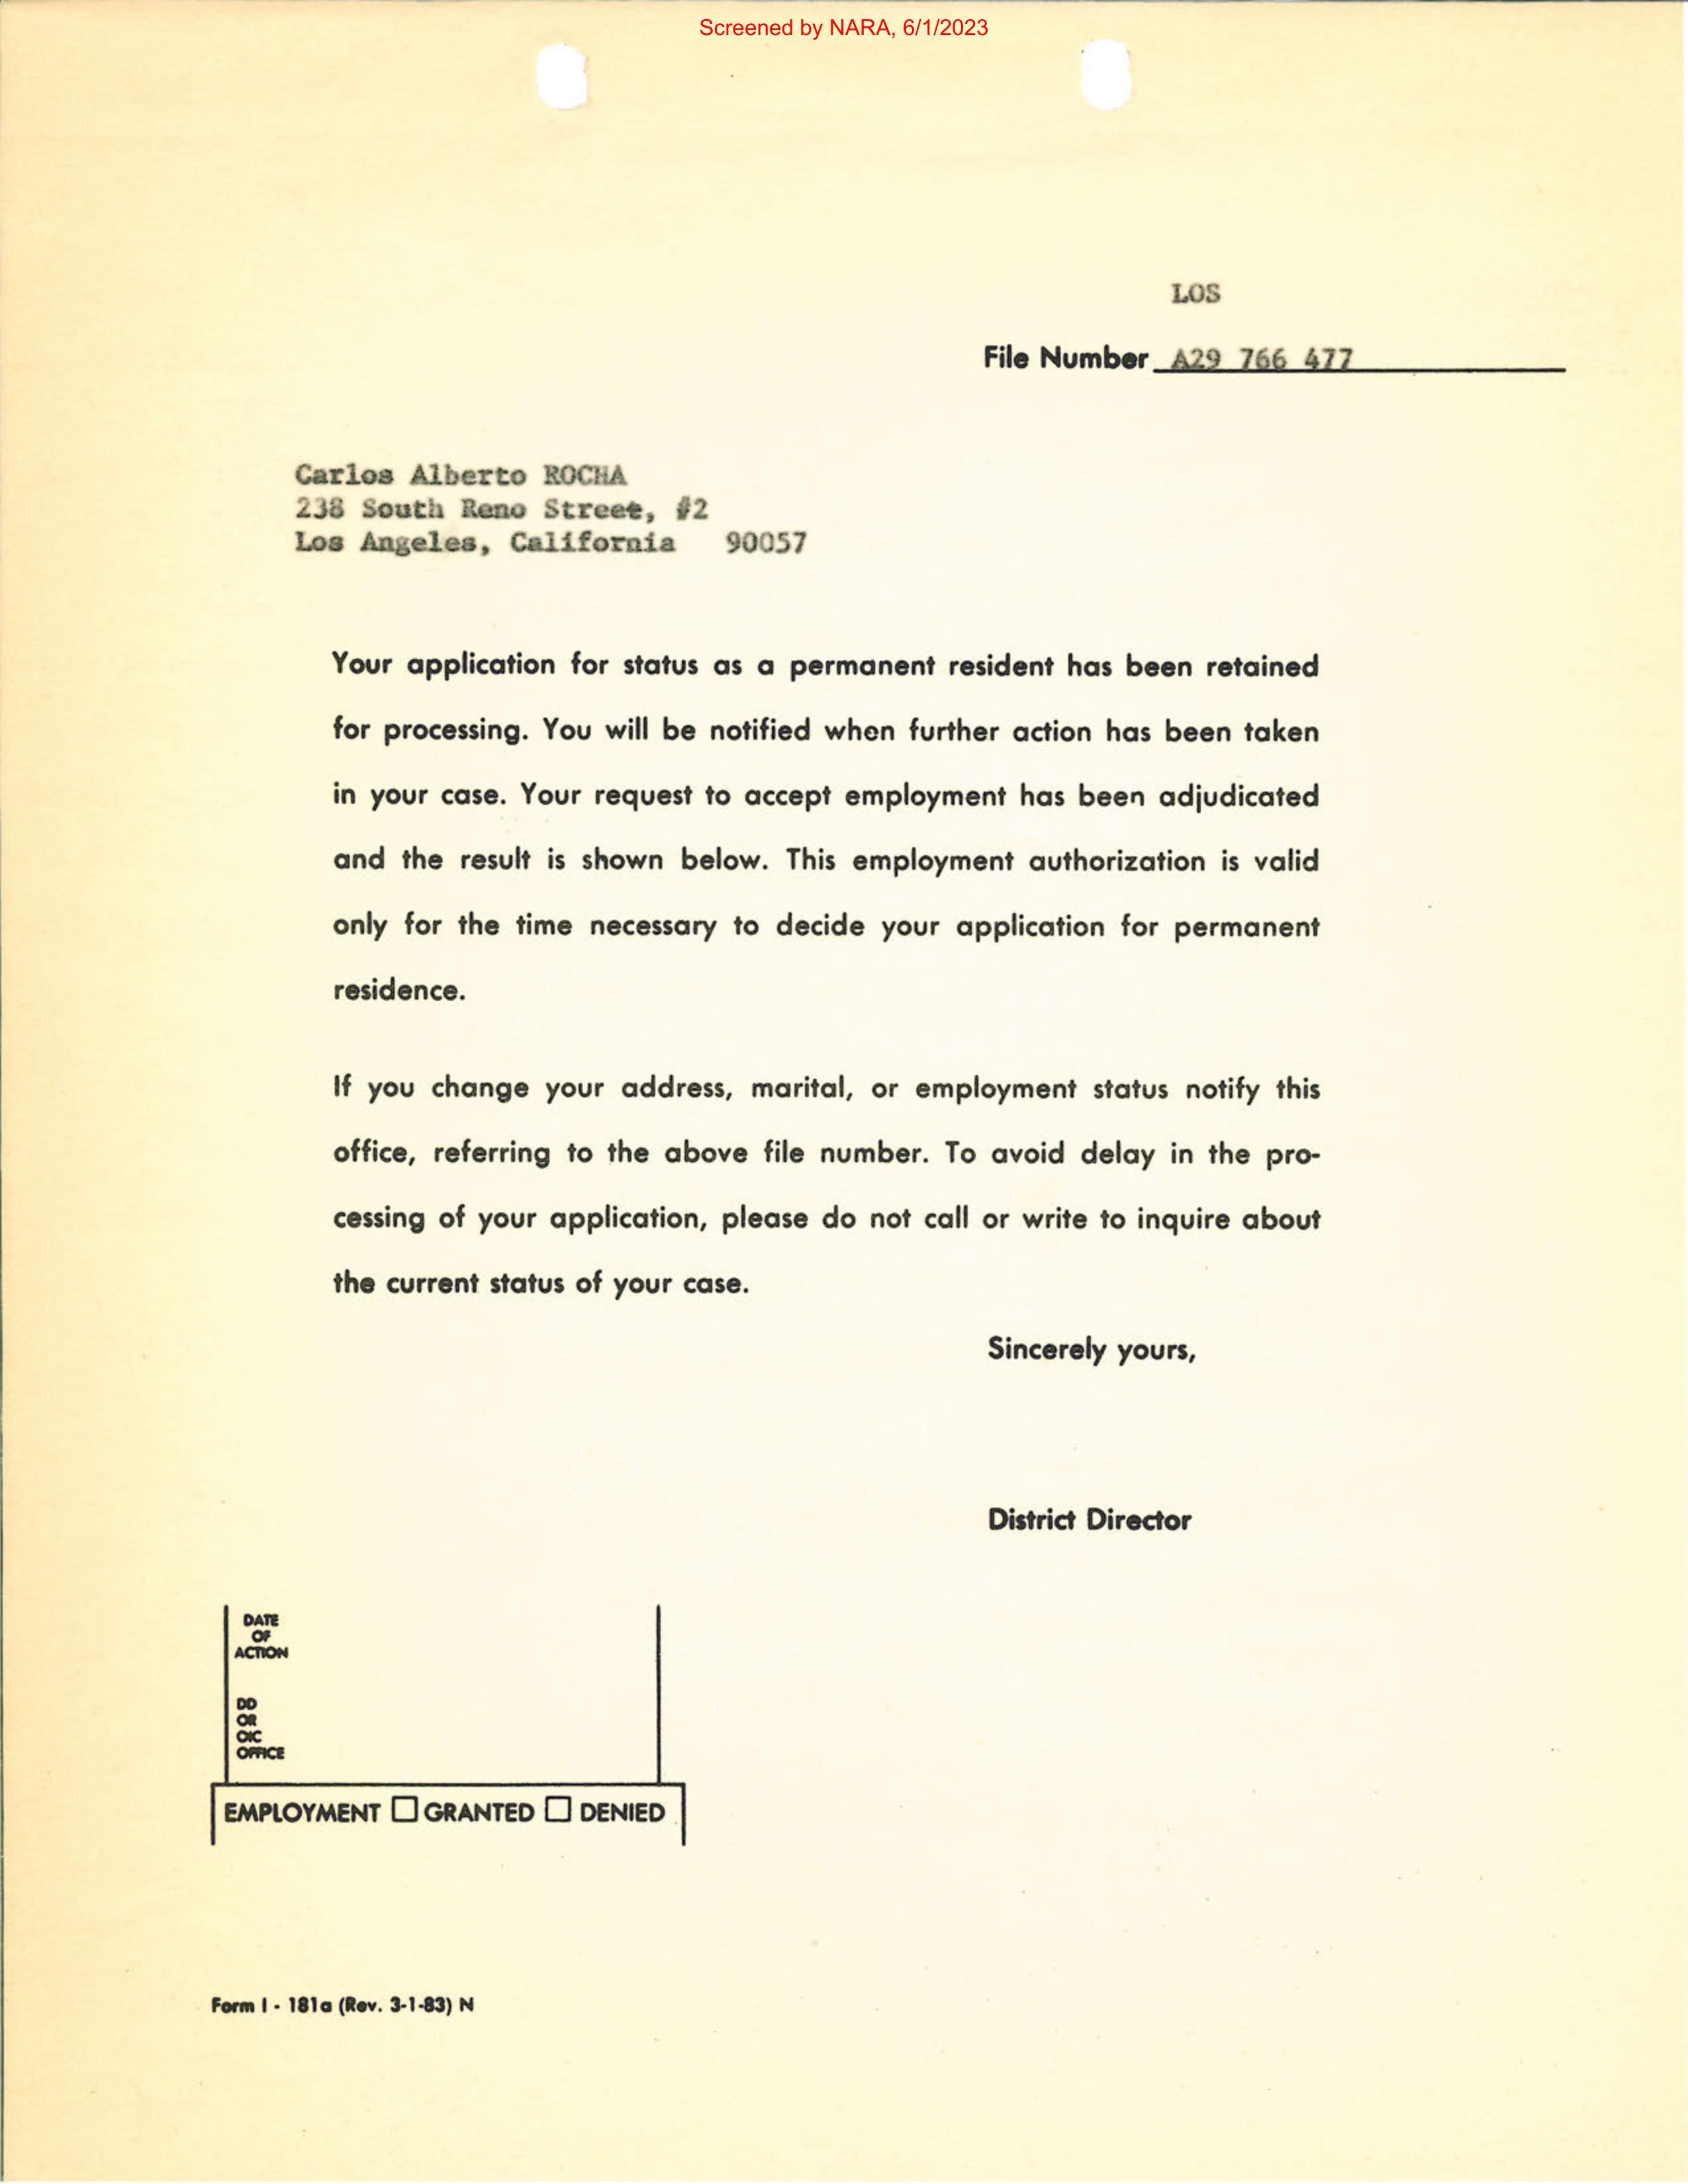 Screened by NARA, 6/1/2023
LOS
File Number A29 766 477
Carlos Alberto ROCHA
238 South Reno Street, #2
Los Angeles, California 90057
Your application for status as a permanent resident has been retained
for processing. You will be notified when further action has been taken
in your case. Your request to accept employment has been adjudicated
and the result is shown below. This employment authorization is valid
only for the time necessary to decide your application for permanent
residence.
If you change your address, marital, or employment status notify this
office, referring to the above file number. To avoid delay in the pro-
cessing of your application, please do not call or write to inquire about
the current status of your case.
Sincerely yours,
District Director
DATE
OF
ACTION
DD
OR
OIC
OFFICE
EMPLOYMENT ☐ GRANTED ☐ DENIED
Form I - 181a (Rev. 3-1-83) N